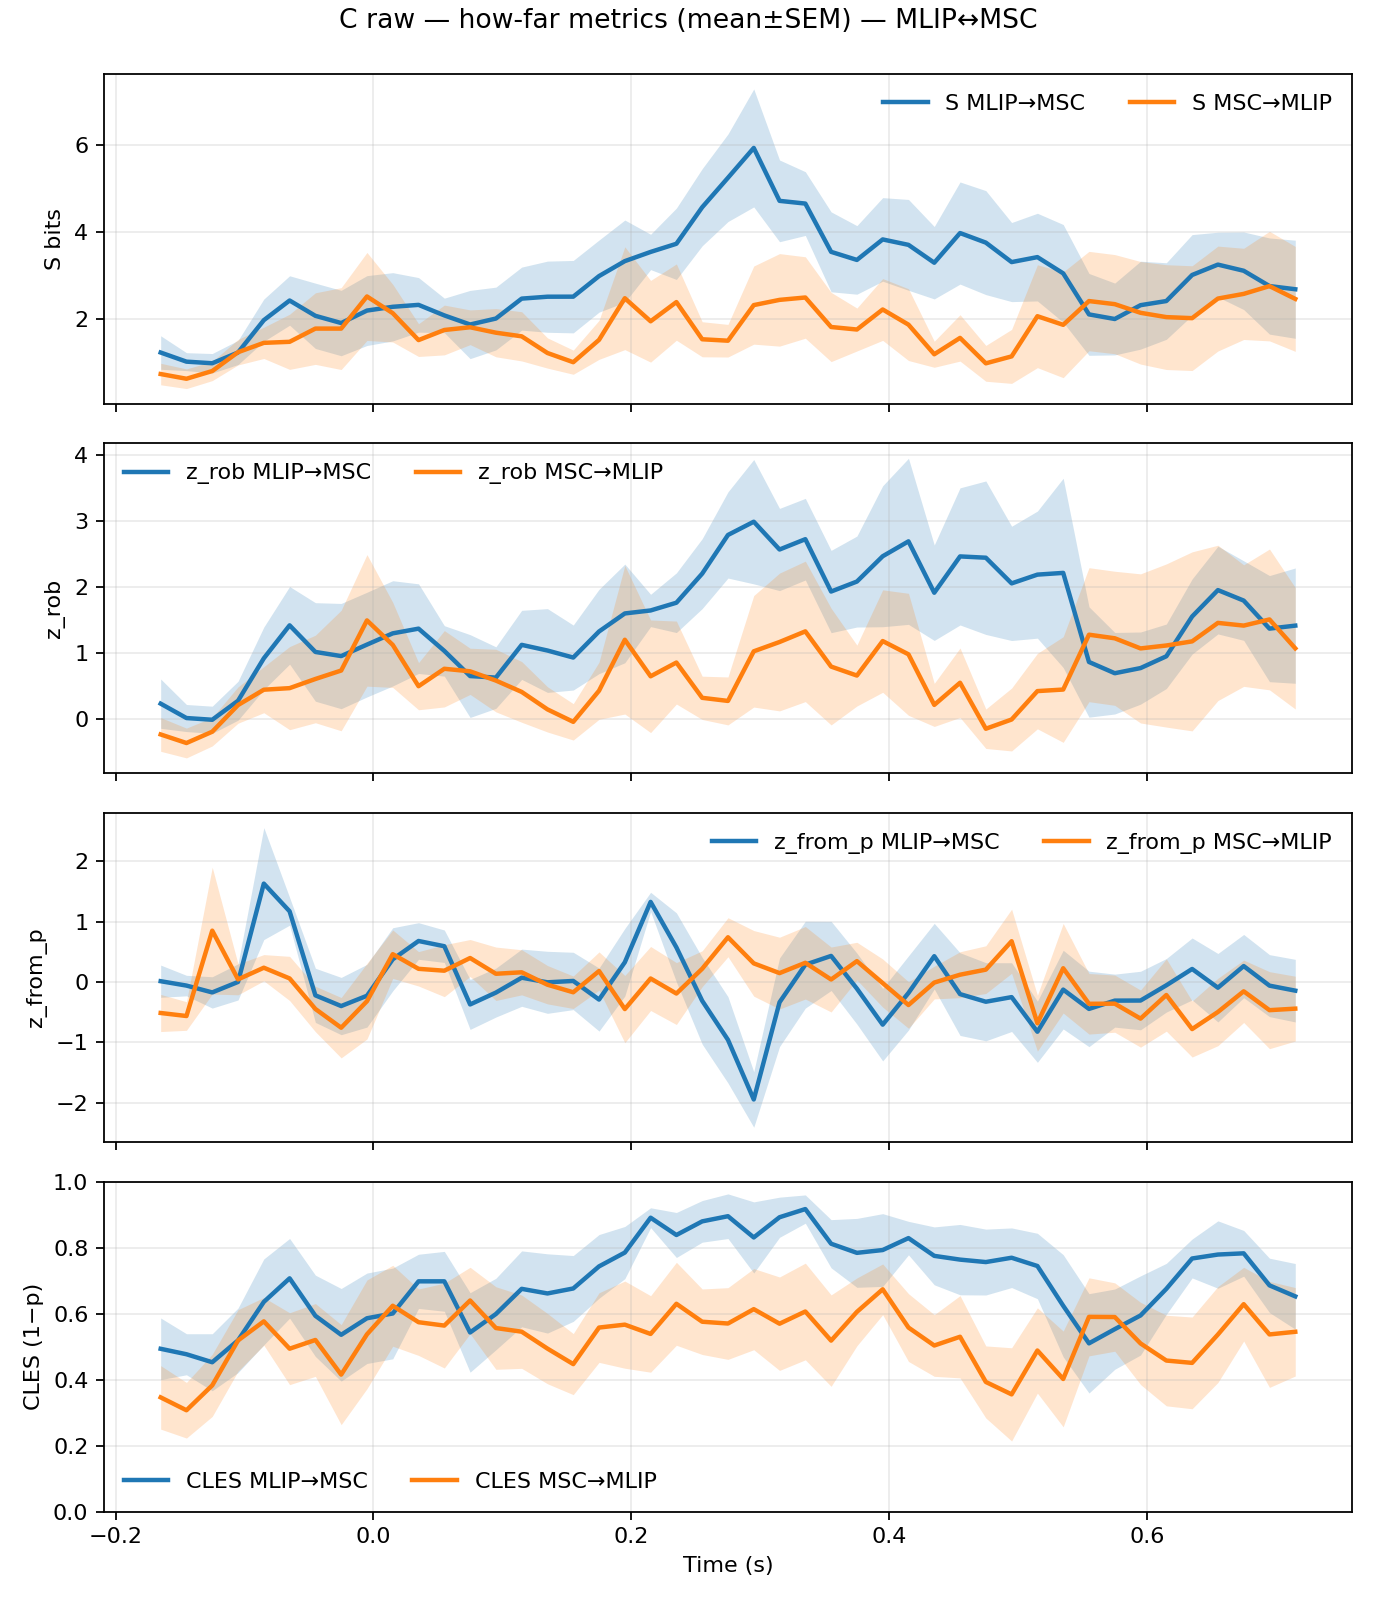 C raw — how-far metrics (mean±SEM) — MLIP↔MSC
S MLIP→MSC S MSC→MLIP
S bits
6
4
2
z_rob MLIP→MSC z_rob MSC→MLIP
z_rob
4
3
2
1
0
z_from_p MLIP→MSC z_from_p MSC→MLIP
z_from_p
2
1
0
−1
−2
CLES (1−p)
1.0
0.8
0.6
0.4
0.2
0.0
CLES MLIP→MSC CLES MSC→MLIP
−0.2 0.0 0.2 0.4 0.6
Time (s)